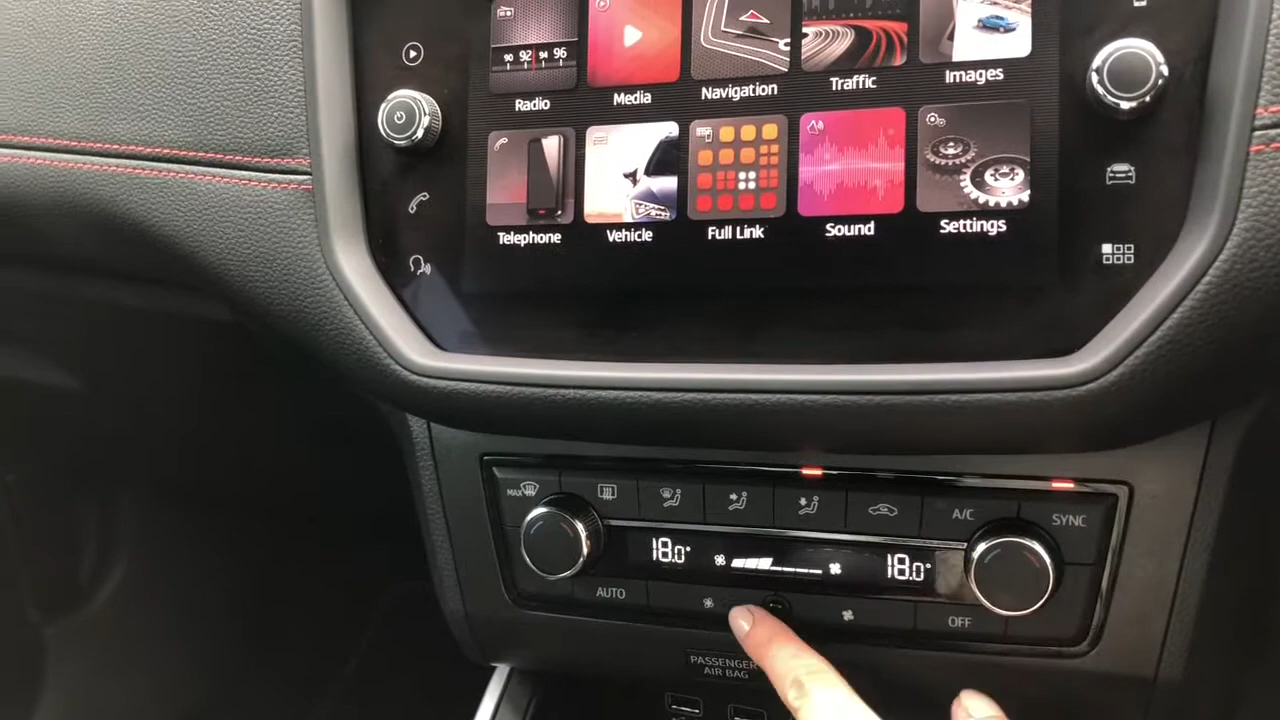 90 92 94 96
Radio
Media
Navigation
Traffic
Images
Telephone
Vehicle
Full Link
Sound
Settings
MAX
A/C
SYNC
18.0°
18.0°
AUTO
OFF
PASSENGER
AIR BAG